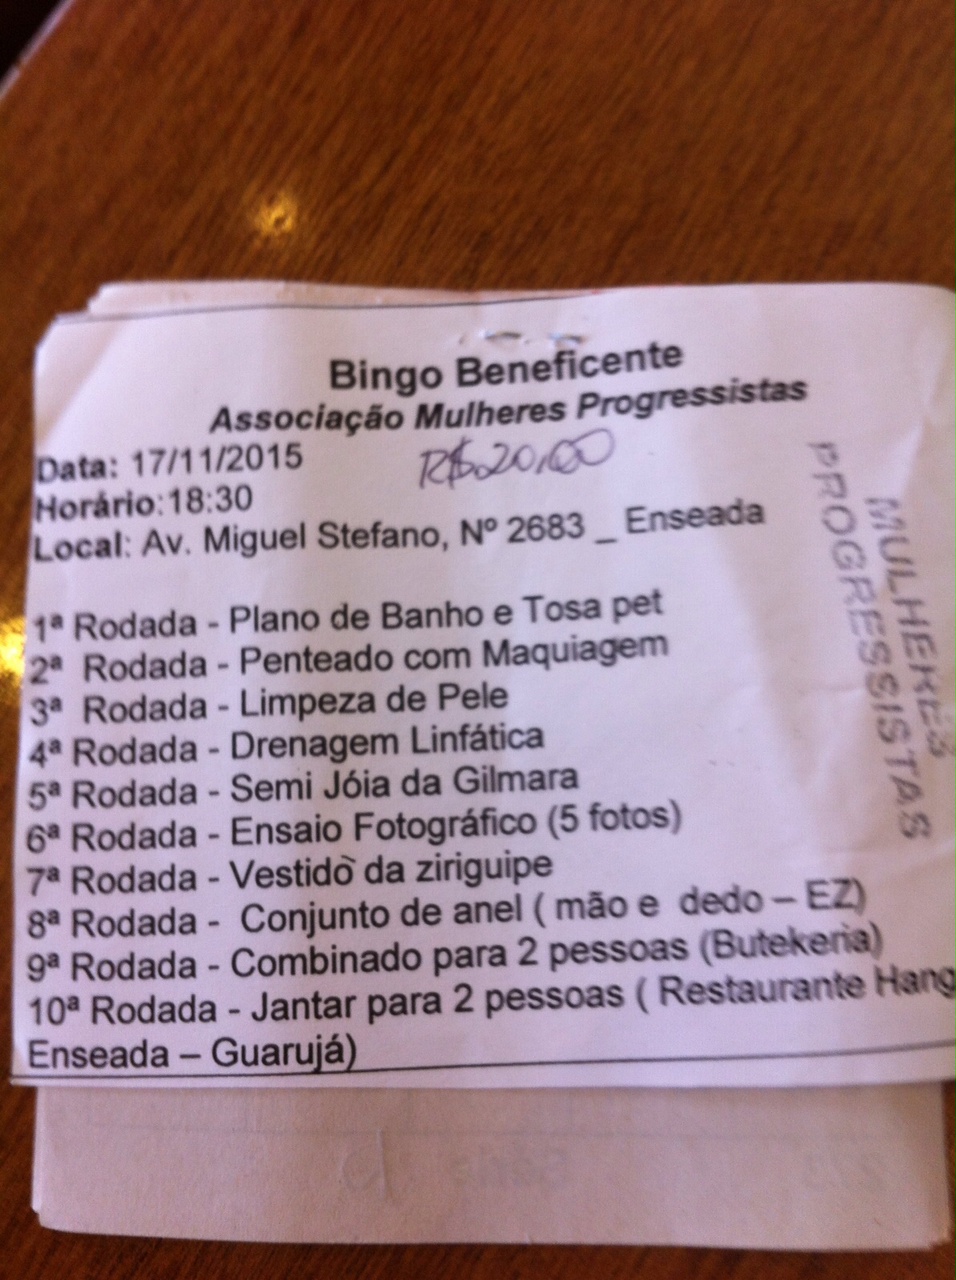 Bingo Beneficente
Associação Mulheres Progressistas
Data: 17/11/2015
R$ 20,00
Horário:18:30
Local: Av. Miguel Stefano, Nº 2683 _ Enseada
1ª Rodada - Plano de Banho e Tosa pet
2ª Rodada - Penteado com Maquiagem
3ª Rodada - Limpeza de Pele
4ª Rodada - Drenagem Linfática
5ª Rodada - Semi Jóia da Gilmara
6ª Rodada - Ensaio Fotográfico (5 fotos)
7ª Rodada - Vestido da ziriguipe
8ª Rodada - Conjunto de anel ( mão e dedo – EZ)
9ª Rodada - Combinado para 2 pessoas (Butekeria)
10ª Rodada - Jantar para 2 pessoas ( Restaurante Hang
Enseada – Guarujá)
MULHERES
PROGRESSISTAS